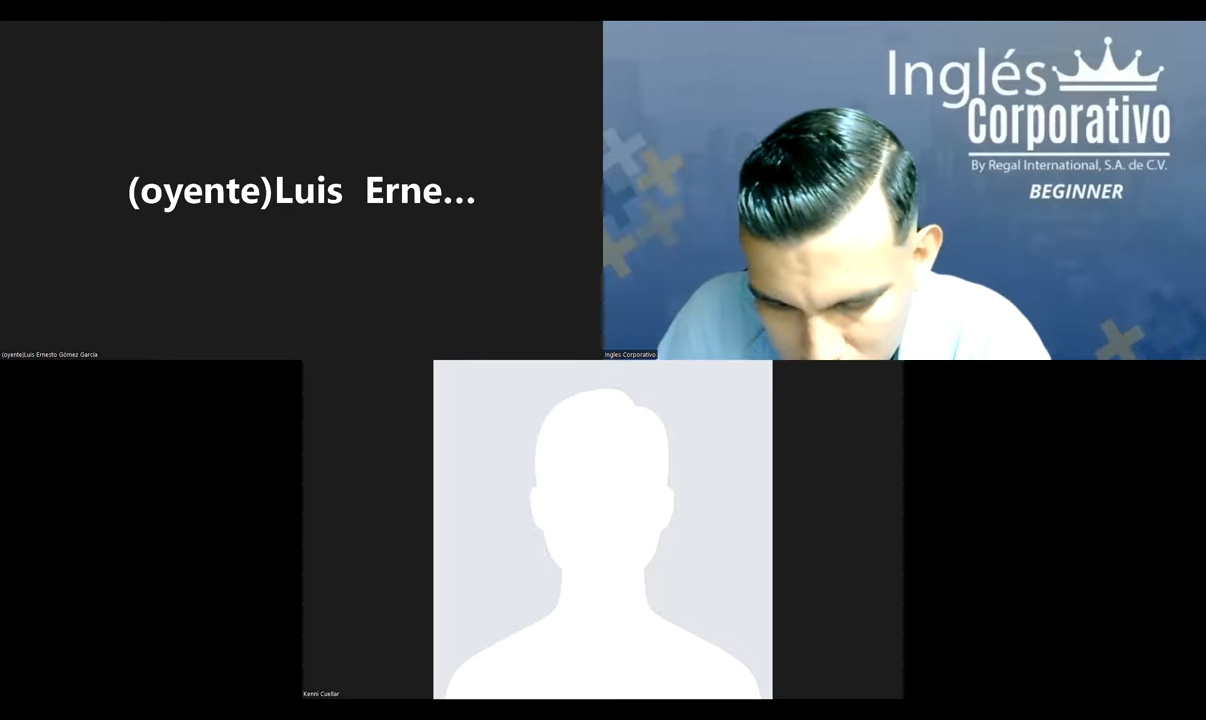 (oyente)Luis Erne...
Inglés
Corporativo
By Regal International, S.A. de C.V.
BEGINNER
(oyente)Luis Ernesto Gómez García
Ingles Corporativo
Kenni Cuellar